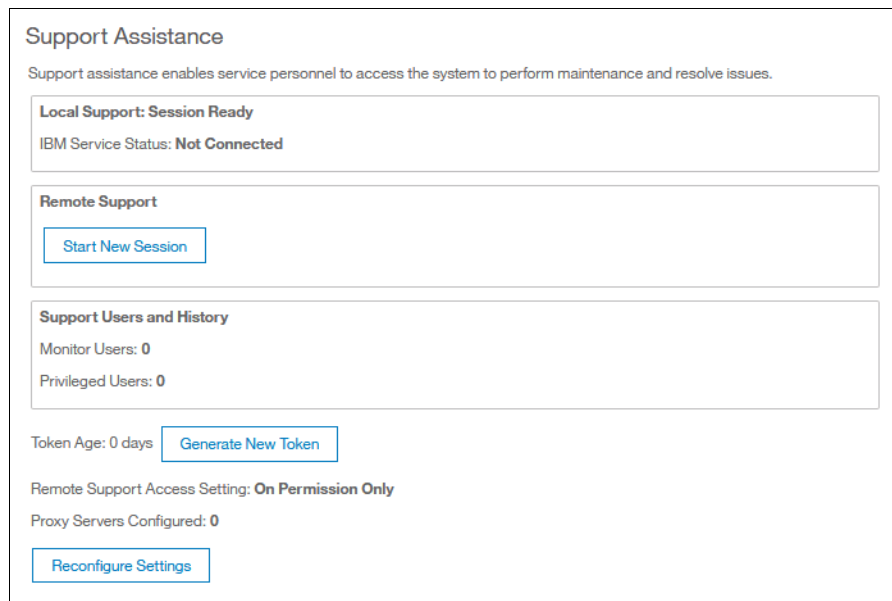 Support Assistance
Support assistance enables service personnel to access the system to perform maintenance and resolve issues.
Local Support: Session Ready
IBM Service Status: Not Connected
Remote Support
Start New Session
Support Users and History
Monitor Users: 0
Privileged Users: 0
Token Age: 0 days Generate New Token
Remote Support Access Setting: On Permission Only
Proxy Servers Configured: 0
Reconfigure Settings